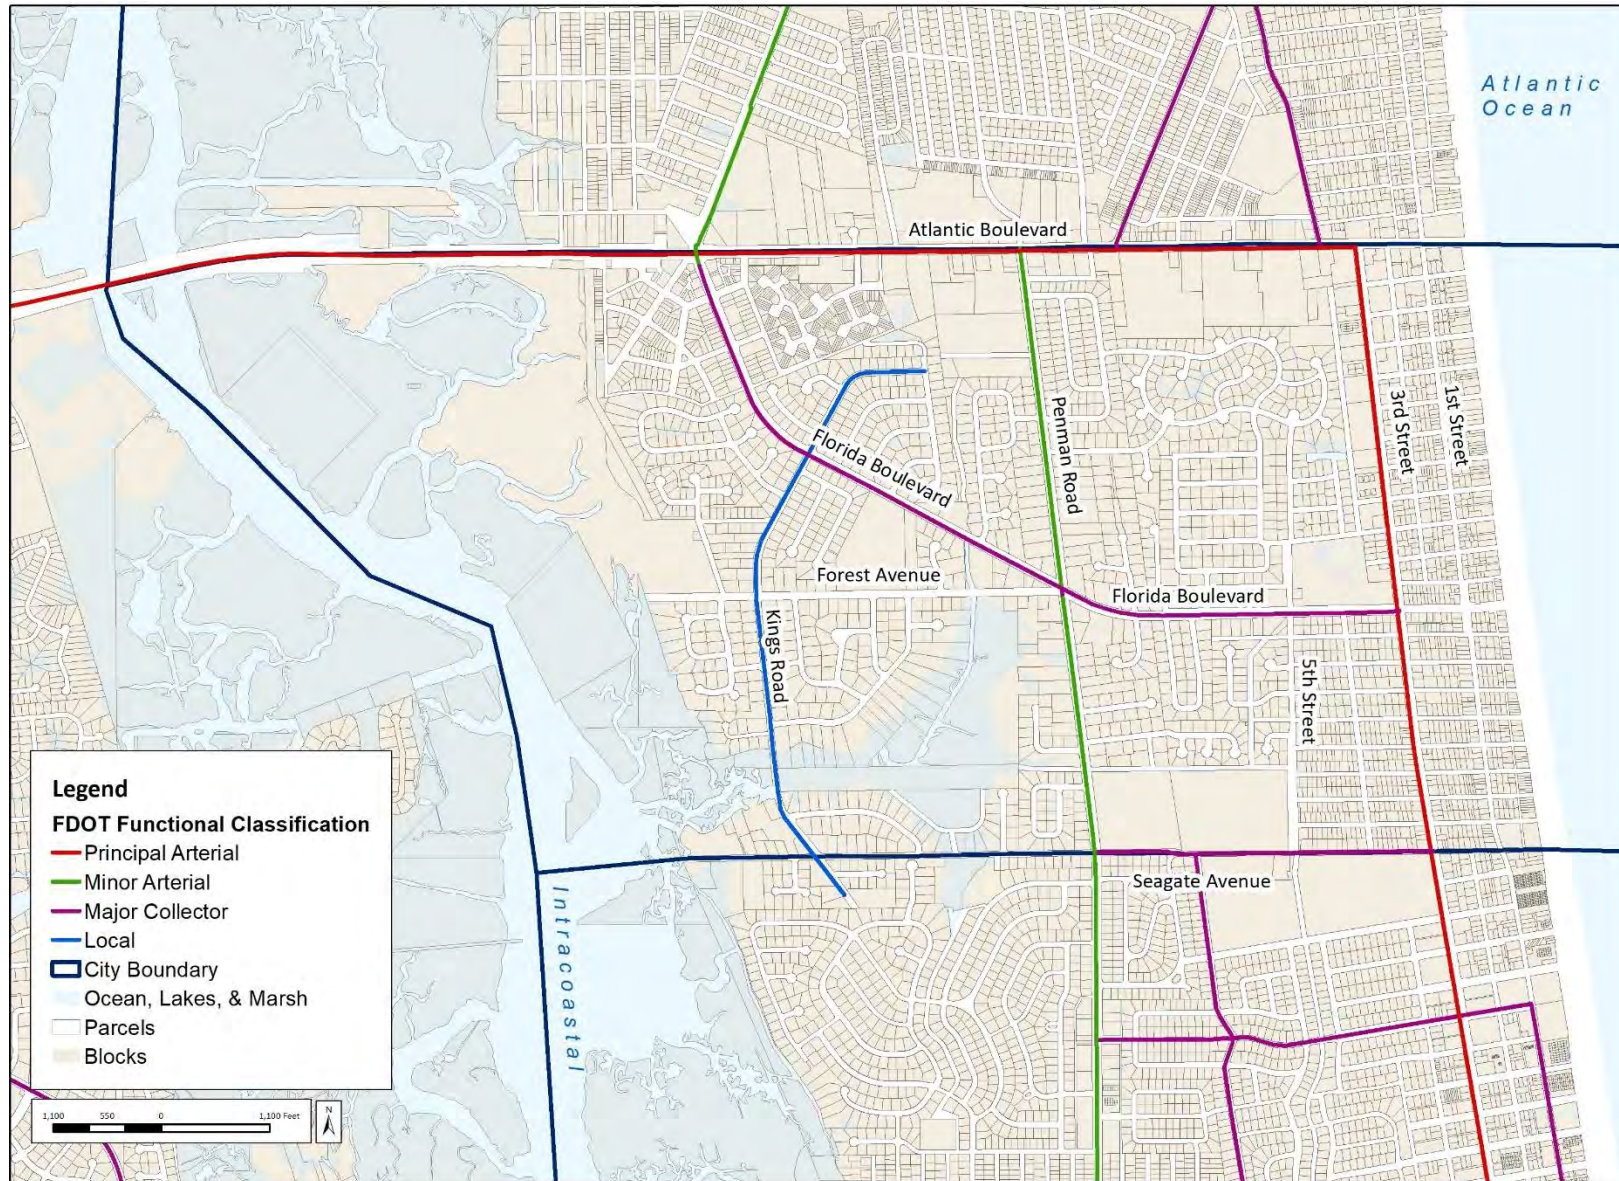 Atlantic
Ocean
Atlantic Boulevard
3rd Street
1st Street
Penman Road
Florida Boulevard
Forest Avenue
Florida Boulevard
Kings Road
5th Street
Seagate Avenue
Intracoastal
Legend
FDOT Functional Classification
Principal Arterial
Minor Arterial
Major Collector
Local
City Boundary
Ocean, Lakes, & Marsh
Parcels
Blocks
1,100 550 0 1,100 Feet
N